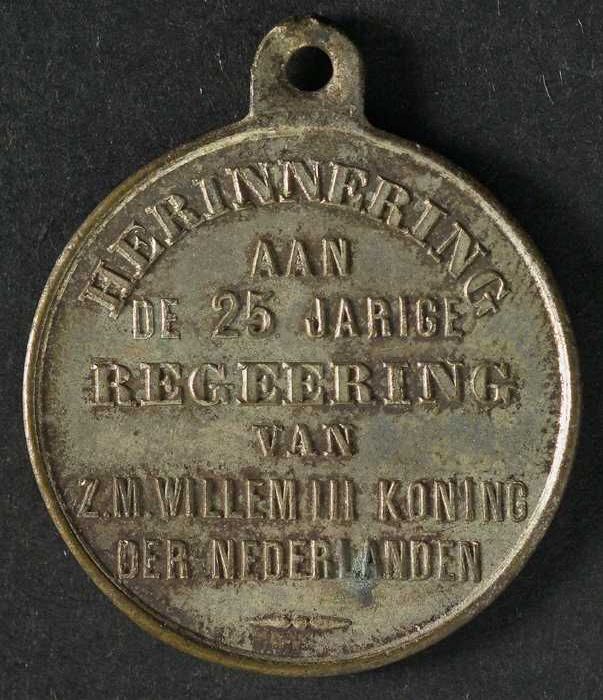 HERINNERING
AAN
DE 25 JARIGE
REGEERING
VAN
Z.M. WILLEM III KONING
DER NEDERLANDEN